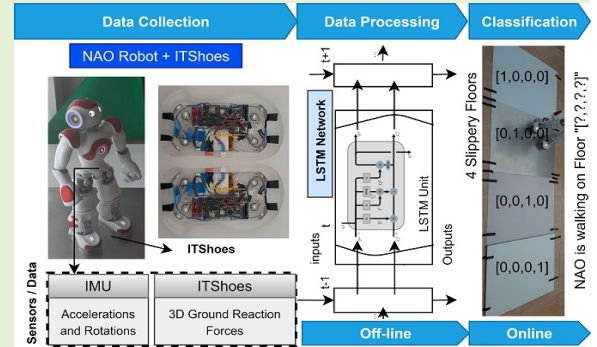 Data Collection
Data Processing
Classification
NAO Robot + ITShoes
ITShoes
Sensors / Data
IMU
Accelerations
and Rotations
ITShoes
3D Ground Reaction
Forces
LSTM Network
t+1
inputs
t
t-1
LSTM Unit
Outputs
Off-line
4 Slippery Floors
[1,0,0,0]
[0,1,0,0]
[0,0,1,0]
[0,0,0,1]
NAO is walking on Floor "[?,?,?,?]"
Online